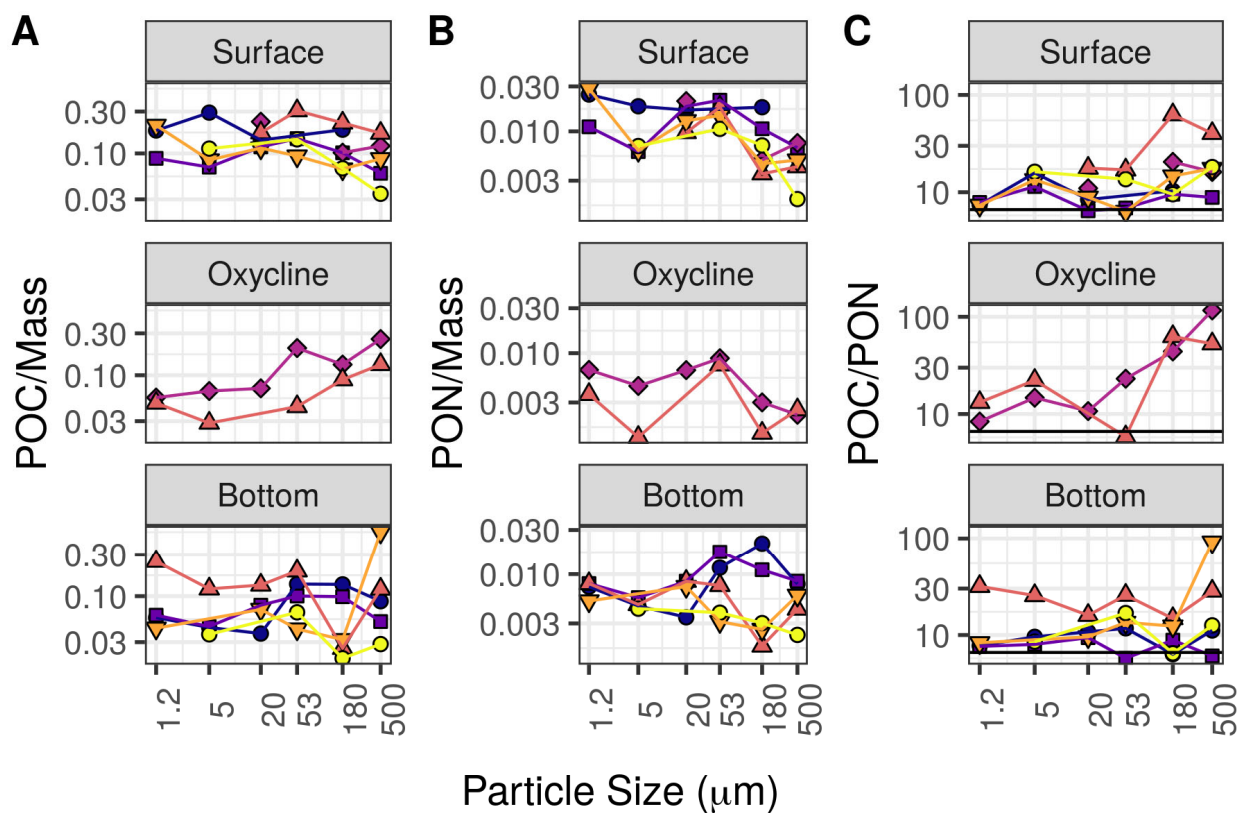 A
POC/Mass
Surface
0.30
0.10
0.03
Oxycline
0.30
0.10
0.03
Bottom
0.30
0.10
0.03
1.2
5
20
53
180
500
B
PON/Mass
Surface
0.030
0.010
0.003
Oxycline
0.030
0.010
0.003
Bottom
0.030
0.010
0.003
1.2
5
20
53
180
500
C
POC/PON
Surface
100
30
10
Oxycline
100
30
10
Bottom
100
30
10
1.2
5
20
53
180
500
Particle Size (μm)